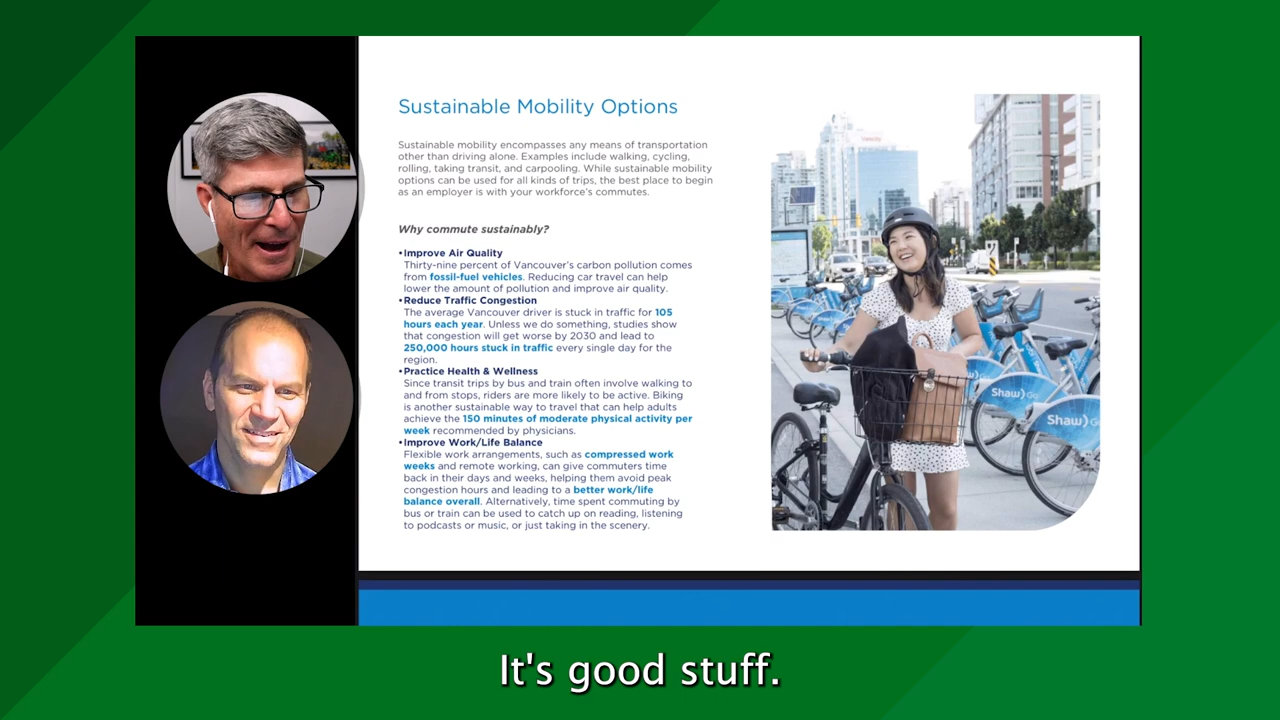 Sustainable Mobility Options
Sustainable mobility encompasses any means of transportation
other than driving alone. Examples include walking, cycling,
rolling, taking transit, and carpooling. While sustainable mobility
options can be used for all kinds of trips, the best place to begin
as an employer is with your workforce's commutes.
Why commute sustainably?
•Improve Air Quality
Thirty-nine percent of Vancouver's carbon pollution comes
from fossil-fuel vehicles. Reducing car travel can help
lower the amount of pollution and improve air quality.
•Reduce Traffic Congestion
The average Vancouver driver is stuck in traffic for 105
hours each year. Unless we do something, studies show
that congestion will get worse by 2030 and lead to
250,000 hours stuck in traffic every single day for the
region.
•Practice Health & Wellness
Since transit trips by bus and train often involve walking to
and from stops, riders are more likely to be active. Biking
is another sustainable way to travel that can help adults
achieve the 150 minutes of moderate physical activity per
week recommended by physicians.
•Improve Work/Life Balance
Flexible work arrangements, such as compressed work
weeks and remote working, can give commuters time
back in their days and weeks, helping them avoid peak
congestion hours and leading to a better work/life
balance overall. Alternatively, time spent commuting by
bus or train can be used to catch up on reading, listening
to podcasts or music, or just taking in the scenery.
Shaw) Go
Shaw)
It's good stuff.